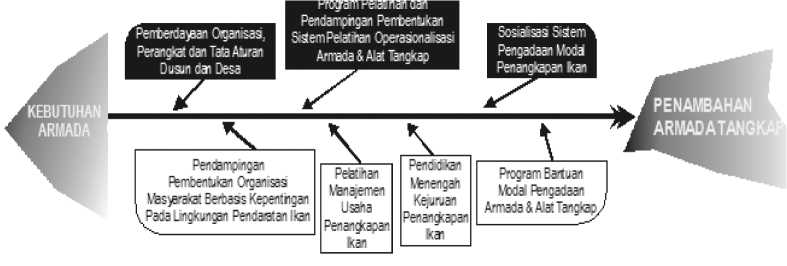 Program Pelatihan dan
Pendampingan Pembentukan
Sistem Pelatihan Operasionalisasi
Armada & Alat Tangkap
Pemberdayaan Organisasi,
Perangkat dan Tata Aturan
Dusun dan Desa
Sosialisasi Sistem
Pengadaan Modal
Penangkapan Ikan
KEBUTUHAN
ARMADA
PENAMBAHAN
ARMADA TANGKAP
Pendampingan
Pembentukan Organisasi
Masyarakat Berbasis Kepentingan
Pada Lingkungan Pendaratan Ikan
Pelatihan
Manajemen
Usaha
Penangkapan
Ikan
Pendidikan
Menengah
Kejuruan
Penangkapan
Ikan
Program Bantuan
Modal Pengadaan
Armada & Alat Tangkap